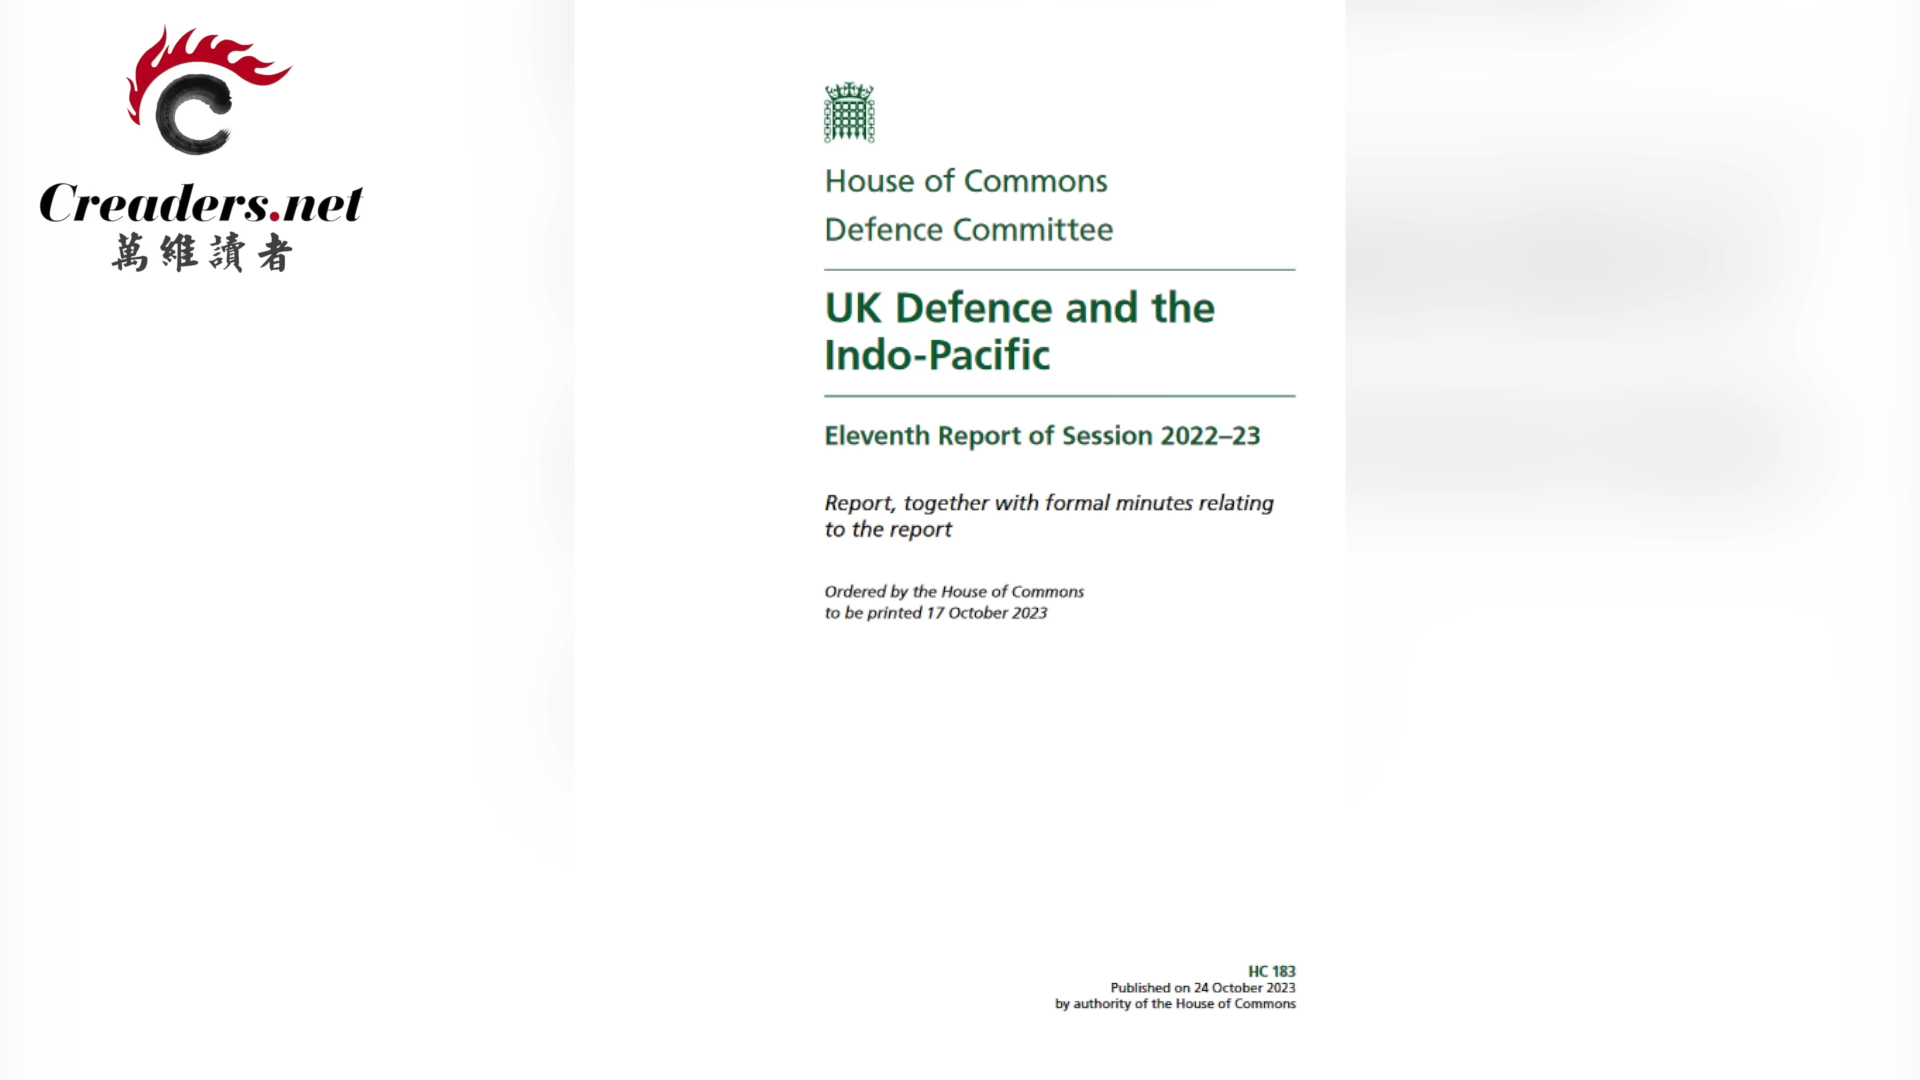 Creaders.net
萬維讀者
House of Commons
Defence Committee
UK Defence and the
Indo-Pacific
Eleventh Report of Session 2022–23
Report, together with formal minutes relating
to the report
Ordered by the House of Commons
to be printed 17 October 2023
HC 183
Published on 24 October 2023
by authority of the House of Commons